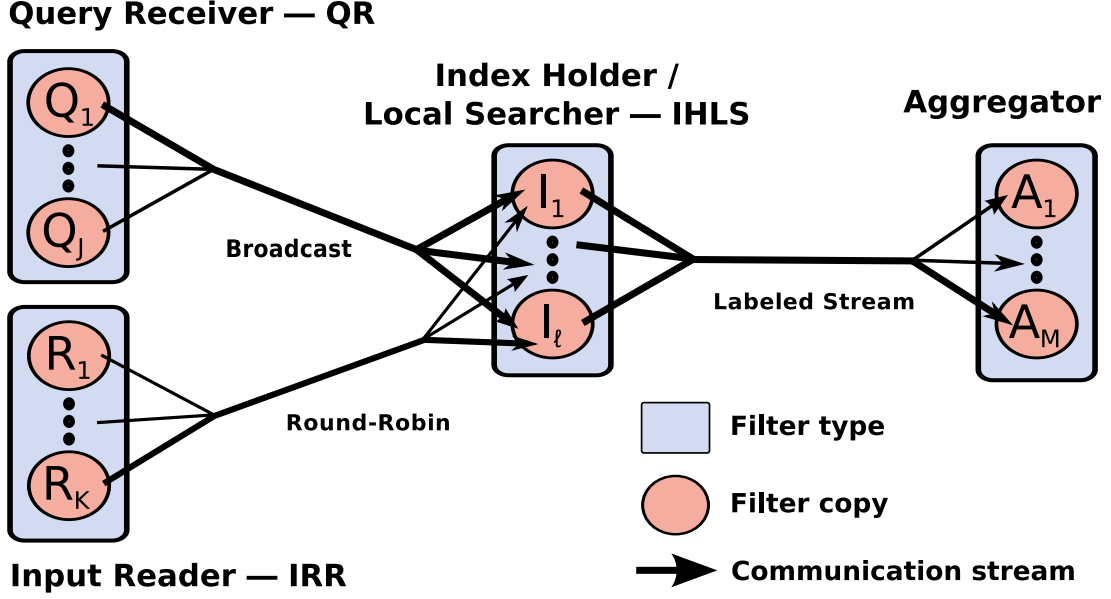 Query Receiver — QR
Q1
QJ
Broadcast
R1
RK
Input Reader — IRR
Round-Robin
Index Holder /
Local Searcher — IHLS
I1
Iℓ
Labeled Stream
Aggregator
A1
AM
Filter type
Filter copy
Communication stream